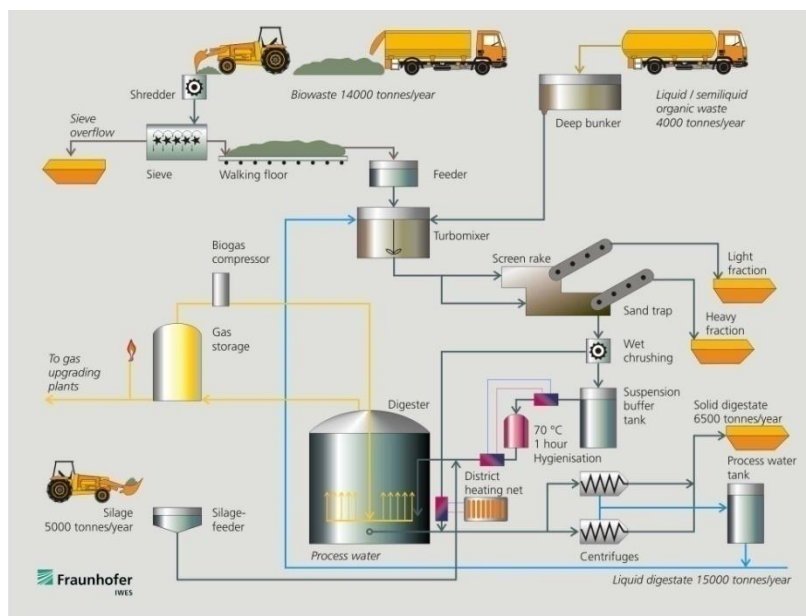 Shredder
Biowaste 14000 tonnes/year
Deep bunker
Liquid / semiliquid
organic waste
4000 tonnes/year
Sieve
overflow
Sieve
Walking floor
Feeder
Turbomixer
Biogas
compressor
Screen rake
Light
fraction
Sand trap
Heavy
fraction
Gas
storage
To gas
upgrading
plants
Wet
chrushing
Digester
Suspension
buffer
tank
Solid digestate
6500 tonnes/year
70 °C
1 hour
Hygienisation
Process water
tank
District
heating net
Silage
5000 tonnes/year
Silage-
feeder
Process water
Centrifuges
Liquid digestate 15000 tonnes/year
Fraunhofer
IWES